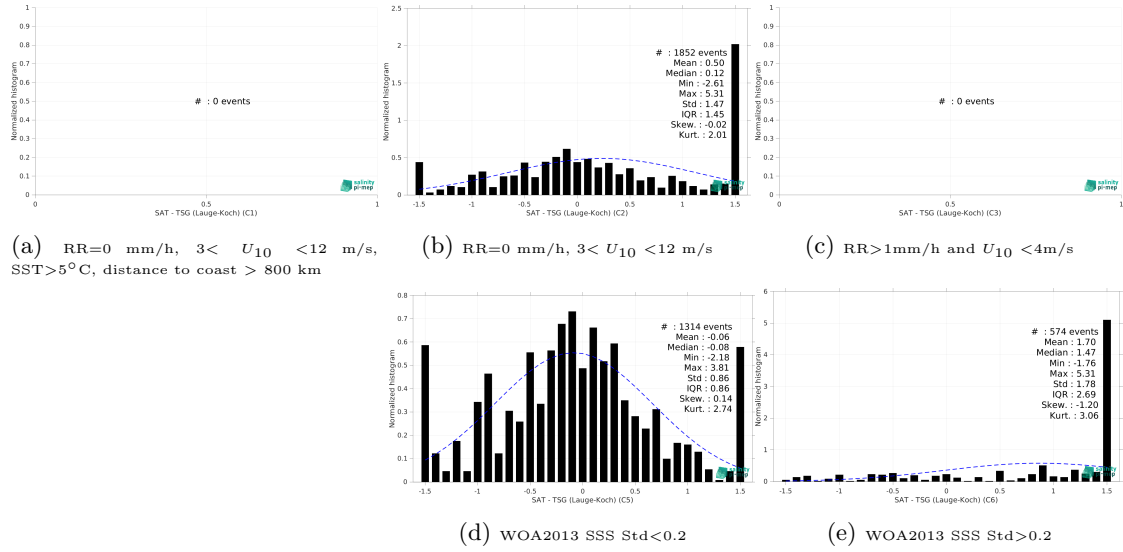 1
0.9
0.8
0.7
0.6
0.5
0.4
0.3
0.2
0.1
0
0
0.5
1
Normalized histogram
# : 0 events
salinity
pi-mep
SAT - TSG (Lauge-Koch) (C1)
(a) RR=0 mm/h, 3< U10 <12 m/s,
SST>5°C, distance to coast > 800 km
2.5
2
1.5
1
0.5
0
-1.5 -1 -0.5 0 0.5 1 1.5
Normalized histogram
# : 1852 events
Mean : 0.50
Median : 0.12
Min : -2.61
Max : 5.31
Std : 1.47
IQR : 1.45
Skew. : -0.02
Kurt. : 2.01
salinity
pi-mep
SAT - TSG (Lauge-Koch) (C2)
(b) RR=0 mm/h, 3< U10 <12 m/s
1
0.9
0.8
0.7
0.6
0.5
0.4
0.3
0.2
0.1
0
0
0.5
1
Normalized histogram
# : 0 events
salinity
pi-mep
SAT - TSG (Lauge-Koch) (C3)
(c) RR>1mm/h and U10 <4m/s
0.8
0.7
0.6
0.5
0.4
0.3
0.2
0.1
0
-1.5 -1 -0.5 0 0.5 1 1.5
Normalized histogram
# : 1314 events
Mean : -0.06
Median : -0.08
Min : -2.18
Max : 3.81
Std : 0.86
IQR : 0.86
Skew. : 0.14
Kurt. : 2.74
salinity
pi-mep
SAT - TSG (Lauge-Koch) (C5)
(d) WOA2013 SSS Std<0.2
6
5
4
3
2
1
0
-1.5 -1 -0.5 0 0.5 1 1.5
Normalized histogram
# : 574 events
Mean : 1.70
Median : 1.47
Min : -1.76
Max : 5.31
Std : 1.78
IQR : 2.69
Skew. : -1.20
Kurt. : 3.06
salinity
pi-mep
SAT - TSG (Lauge-Koch) (C6)
(e) WOA2013 SSS Std>0.2